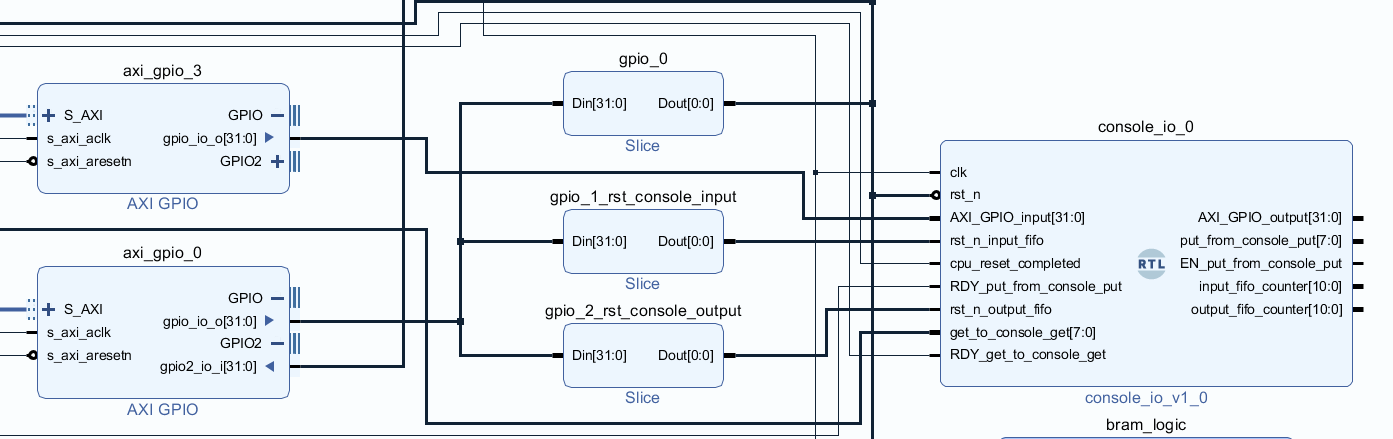 gpio_0
axi_gpio_3
Din[31:0] Dout[0:0]
S_AXI GPIO
s_axi_aclk gpio_io_o[31:0]
s_axi_aresetn GPIO2
Slice
AXI GPIO
console_io_0
clk
rst_n
AXI_GPIO_input[31:0] AXI_GPIO_output[31:0]
rst_n_input_fifo put_from_console_put[7:0]
cpu_reset_completed RTL EN_put_from_console_put
RDY_put_from_console_put input_fifo_counter[10:0]
rst_n_output_fifo output_fifo_counter[10:0]
get_to_console_get[7:0]
RDY_get_to_console_get
console_io_v1_0
gpio_1_rst_console_input
Din[31:0] Dout[0:0]
Slice
axi_gpio_0
S_AXI GPIO
gpio_io_o[31:0]
s_axi_aclk GPIO2
s_axi_aresetn gpio2_io_i[31:0]
AXI GPIO
gpio_2_rst_console_output
Din[31:0] Dout[0:0]
Slice
bram_logic